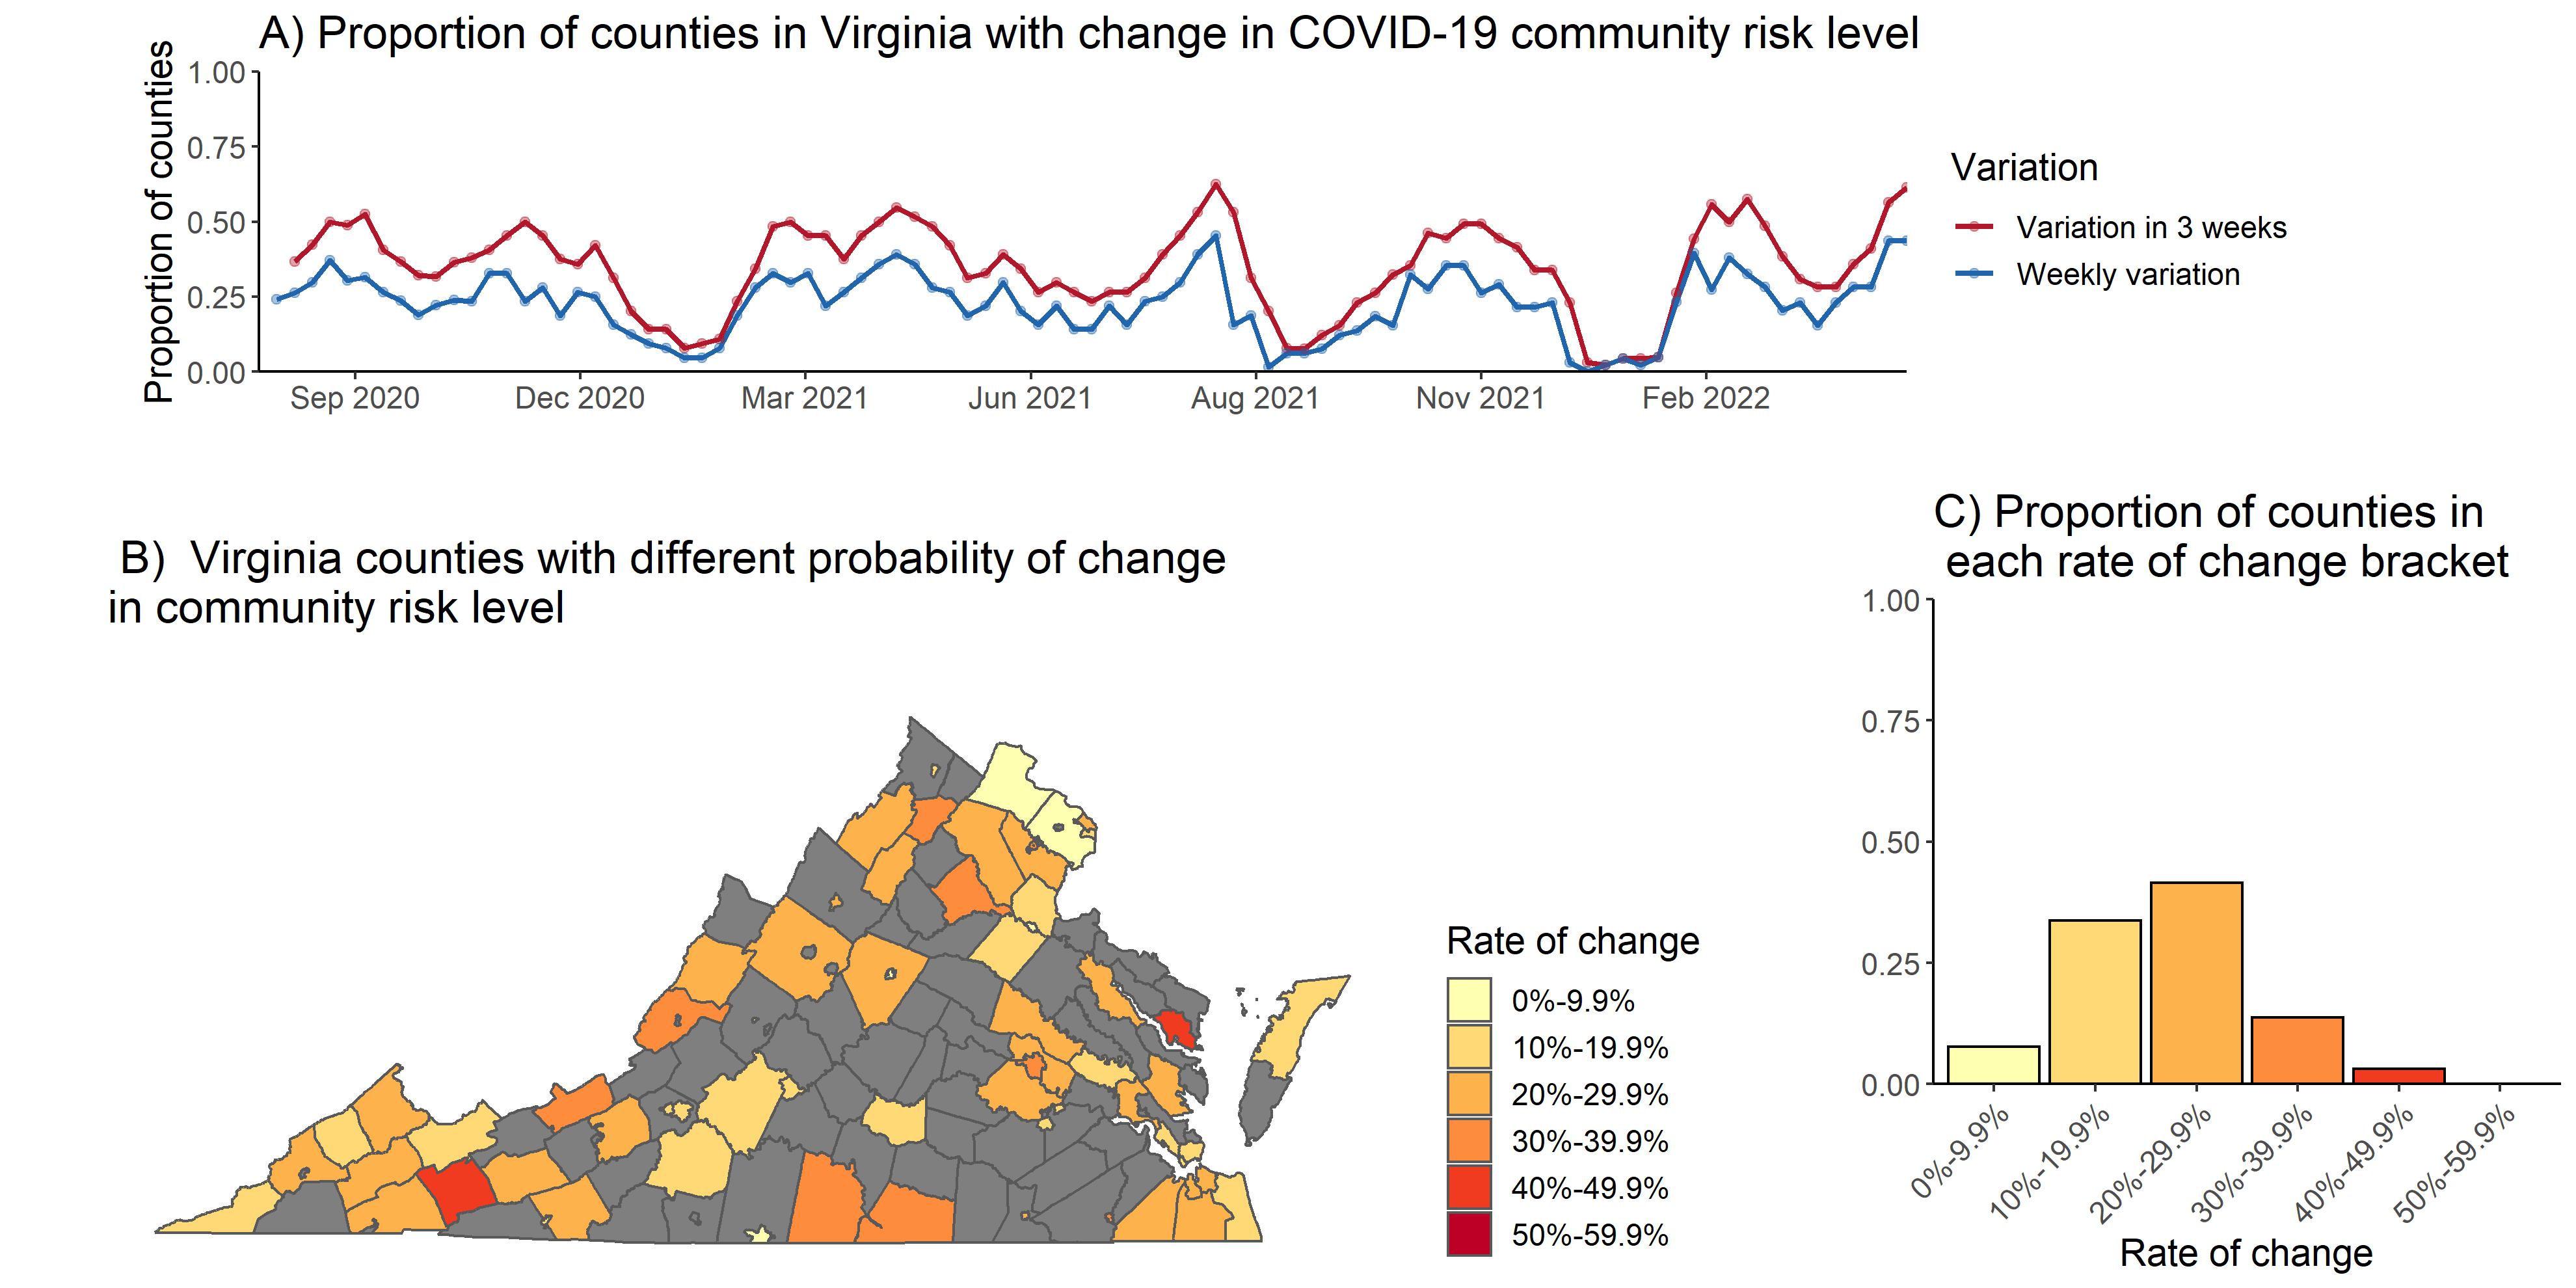 A) Proportion of counties in Virginia with change in COVID-19 community risk level
Proportion of counties
1.00
0.75
0.50
0.25
0.00
Sep 2020
Dec 2020
Mar 2021
Jun 2021
Aug 2021
Nov 2021
Feb 2022
Variation
Variation in 3 weeks
Weekly variation
B) Virginia counties with different probability of change
in community risk level
Rate of change
0%-9.9%
10%-19.9%
20%-29.9%
30%-39.9%
40%-49.9%
50%-59.9%
C) Proportion of counties in
each rate of change bracket
1.00
0.75
0.50
0.25
0.00
0%-9.9%
10%-19.9%
20%-29.9%
30%-39.9%
40%-49.9%
50%-59.9%
Rate of change